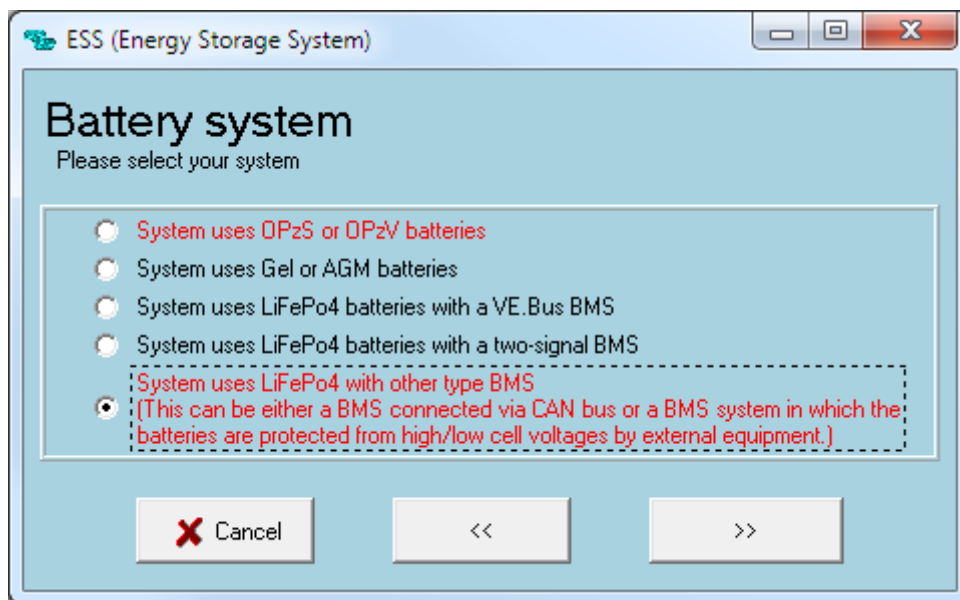 ESS (Energy Storage System)
Battery system
Please select your system
System uses OPzS or OPzV batteries
System uses Gel or AGM batteries
System uses LiFePo4 batteries with a VE.Bus BMS
System uses LiFePo4 batteries with a two-signal BMS
System uses LiFePo4 with other type BMS
(This can be either a BMS connected via CAN bus or a BMS system in which the
batteries are protected from high/low cell voltages by external equipment.)
Cancel
<<
>>